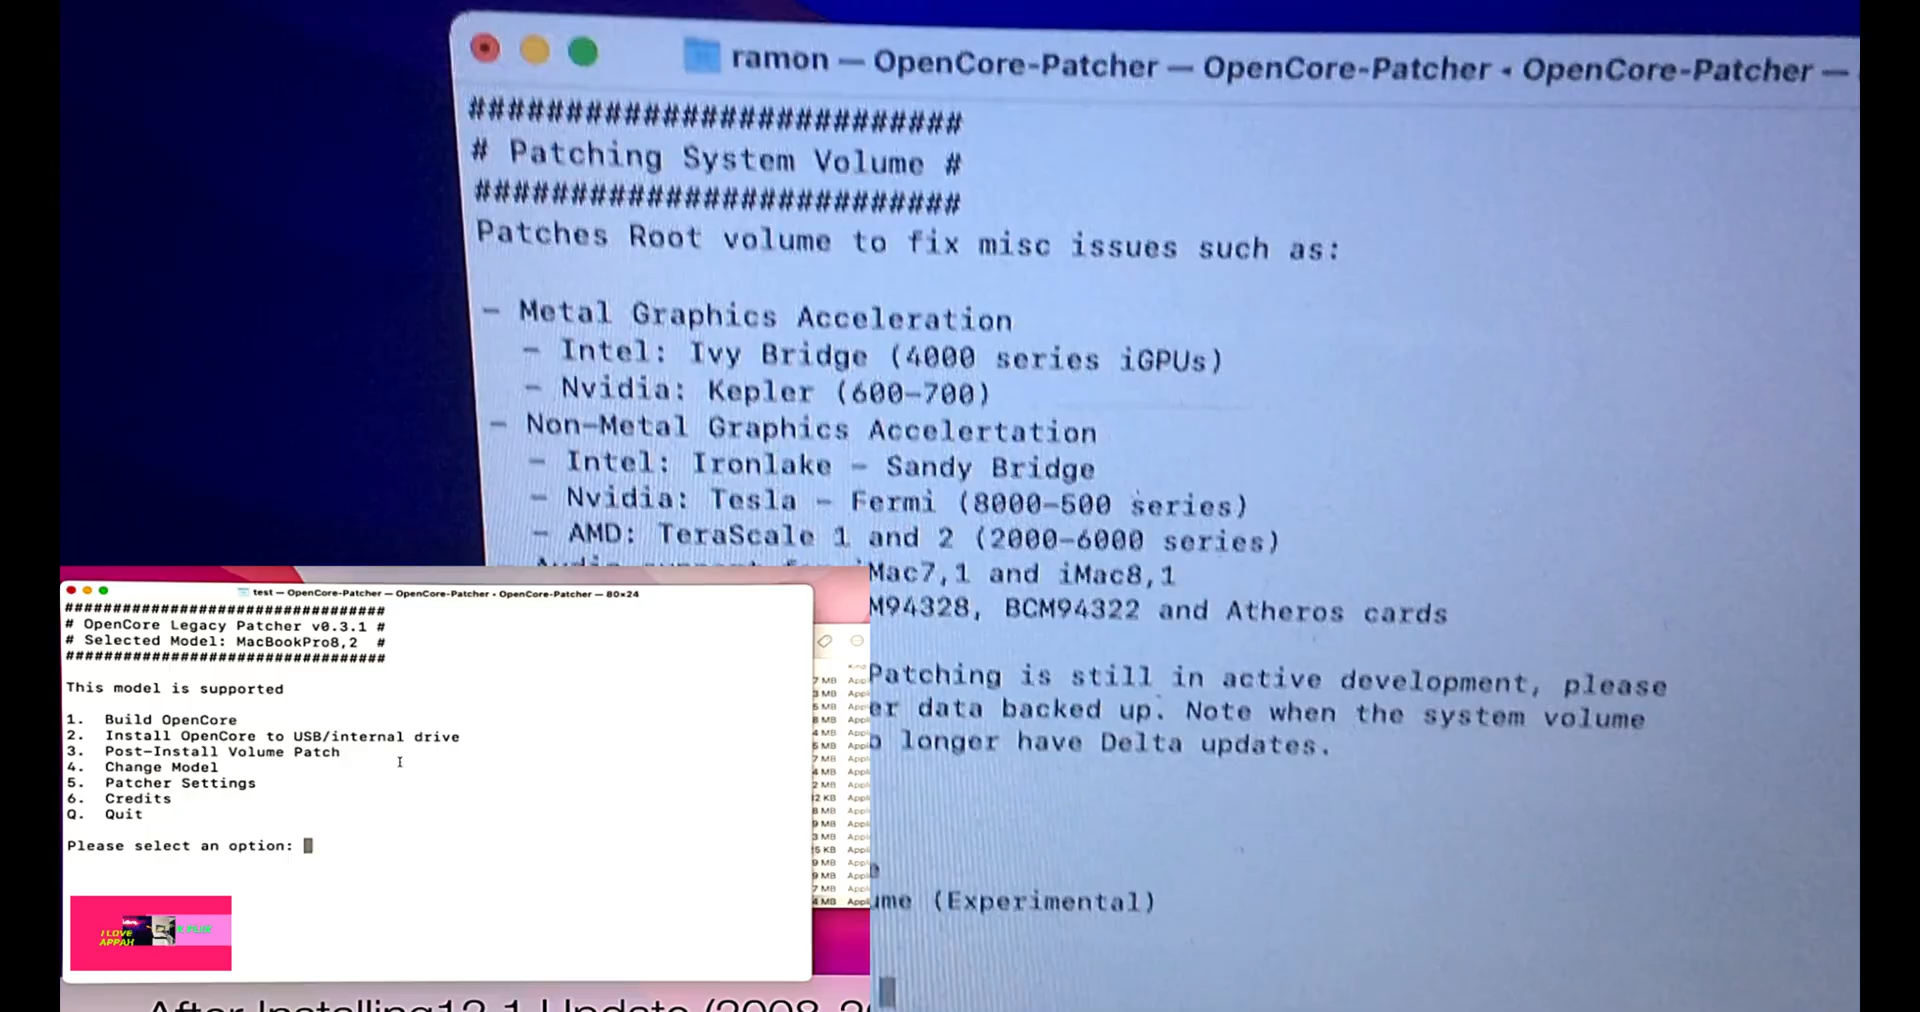 ramon — OpenCore-Patcher — OpenCore-Patcher • OpenCore-Patcher —
#########################
# Patching System Volume #
#########################
Patches Root volume to fix misc issues such as:
- Metal Graphics Acceleration
- Intel: Ivy Bridge (4000 series iGPUs)
- Nvidia: Kepler (600-700)
- Non-Metal Graphics Accelertation
- Intel: Ironlake - Sandy Bridge
- Nvidia: Tesla - Fermi (8000-500 series)
- AMD: TeraScale 1 and 2 (2000-6000 series)
Mac7,1 and iMac8,1
M94328, BCM94322 and Atheros cards
Patching is still in active development, please
er data backed up. Note when the system volume
longer have Delta updates.
ume (Experimental)
test — OpenCore-Patcher — OpenCore-Patcher • OpenCore-Patcher — 80×24
#################################
# OpenCore Legacy Patcher v0.3.1 #
# Selected Model: MacBookPro8,2 #
#################################
This model is supported
1. Build OpenCore
2. Install OpenCore to USB/internal drive
3. Post-Install Volume Patch
4. Change Model
5. Patcher Settings
6. Credits
Q. Quit
Please select an option:
I LOVE
APPAH
After Installing12.1 Update (2008-20